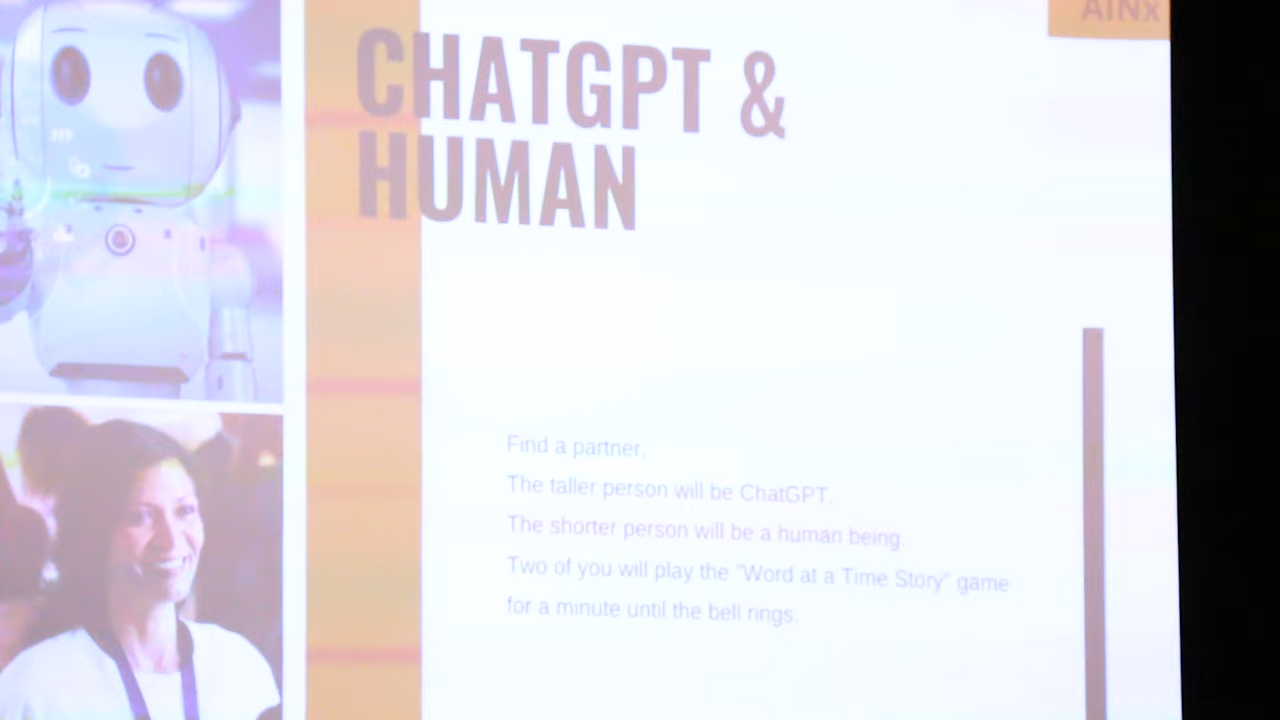 AINx
CHATGPT &
HUMAN
Find a partner.
The taller person will be ChatGPT.
The shorter person will be a human being.
Two of you will play the "Word at a Time Story" game
for a minute until the bell rings.